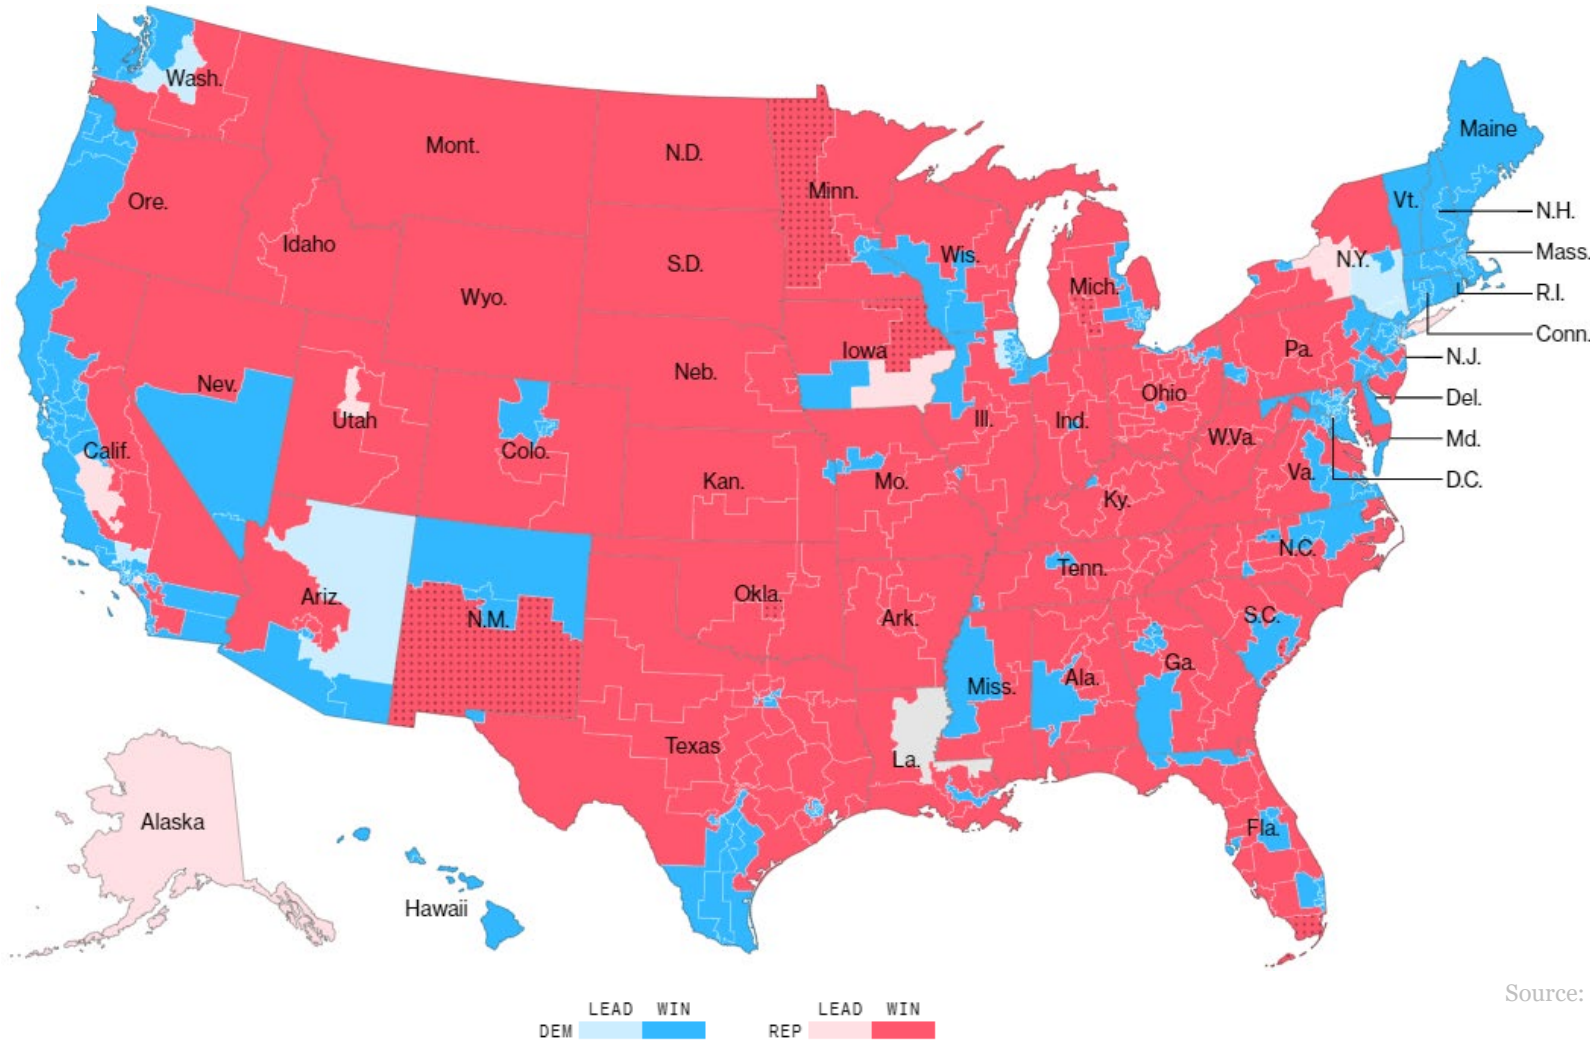 Wash.
Maine
Mont.
N.D.
Minn.
Vt.
Ore.
N.H.
Idaho
Wis.
Mass.
N.Y.
S.D.
Mich.
R.I.
Wyo.
Conn.
Iowa
Pa.
N.J.
Neb.
Nev.
Ohio
Del.
Utah
Ill.
Ind.
W.Va.
Md.
Calif.
Colo.
Va.
D.C.
Kan.
Mo.
Ky.
N.C.
Tenn.
Ariz.
Okla.
N.M.
Ark.
S.C.
Ga.
Miss.
Ala.
Texas
La.
Alaska
Fla.
Hawaii
Source:
LEAD WIN LEAD WIN
DEM REP